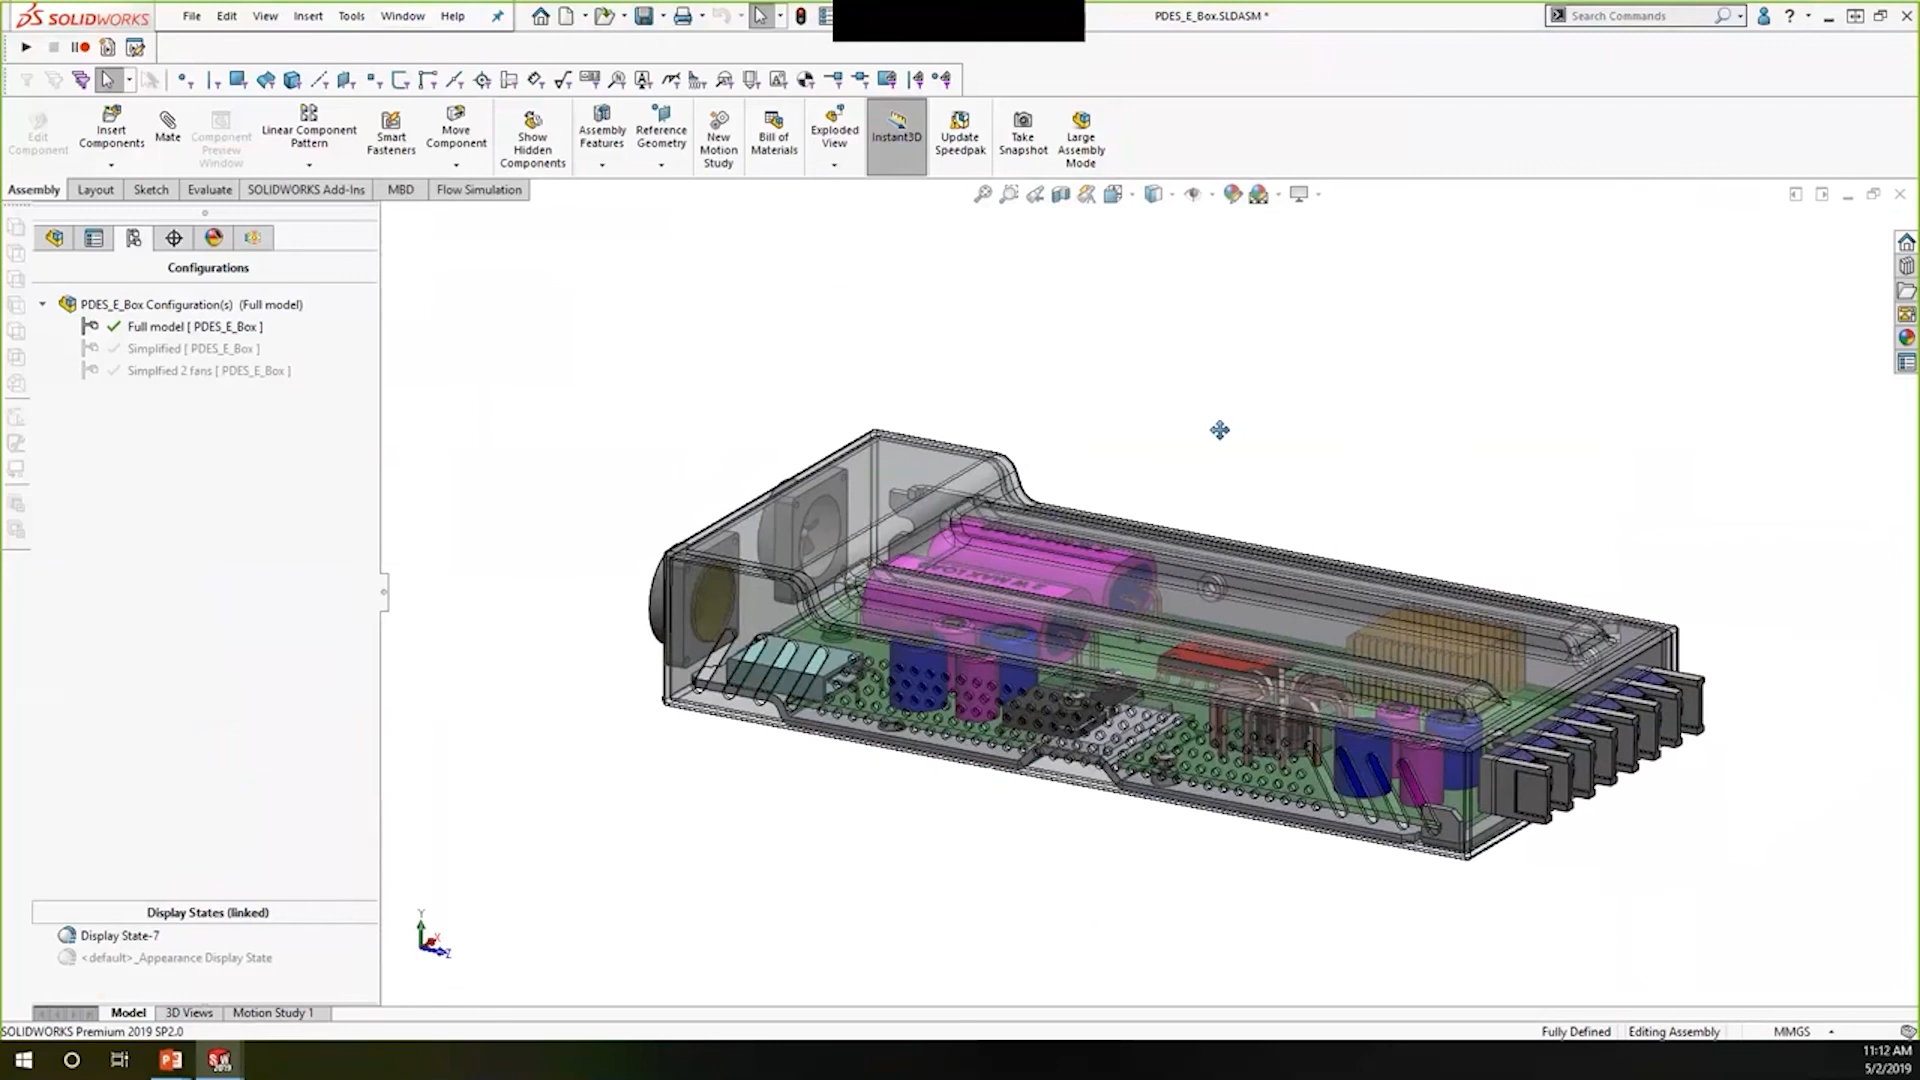 SOLIDWORKS
File Edit View Insert Tools Window Help
PDES_E_Box.SLDASM *
Search Commands
?
Edit Component
Insert Components
Mate
Component Preview Window
Linear Component Pattern
Smart Fasteners
Move Component
Show Hidden Components
Assembly Features
Reference Geometry
New Motion Study
Bill of Materials
Exploded View
Instant3D
Update Speedpak
Take Snapshot
Large Assembly Mode
Assembly Layout Sketch Evaluate SOLIDWORKS Add-Ins MBD Flow Simulation
Configurations
PDES_E_Box Configuration(s) (Full model)
Full model [ PDES_E_Box ]
Simplified [ PDES_E_Box ]
Simplfied 2 fans [ PDES_E_Box ]
Display States (linked)
Display State-7
<default>_Appearance Display State
Y
X
Z
Model 3D Views Motion Study 1
SOLIDWORKS Premium 2019 SP2.0
Fully Defined Editing Assembly MMGS
11:12 AM
5/2/2019